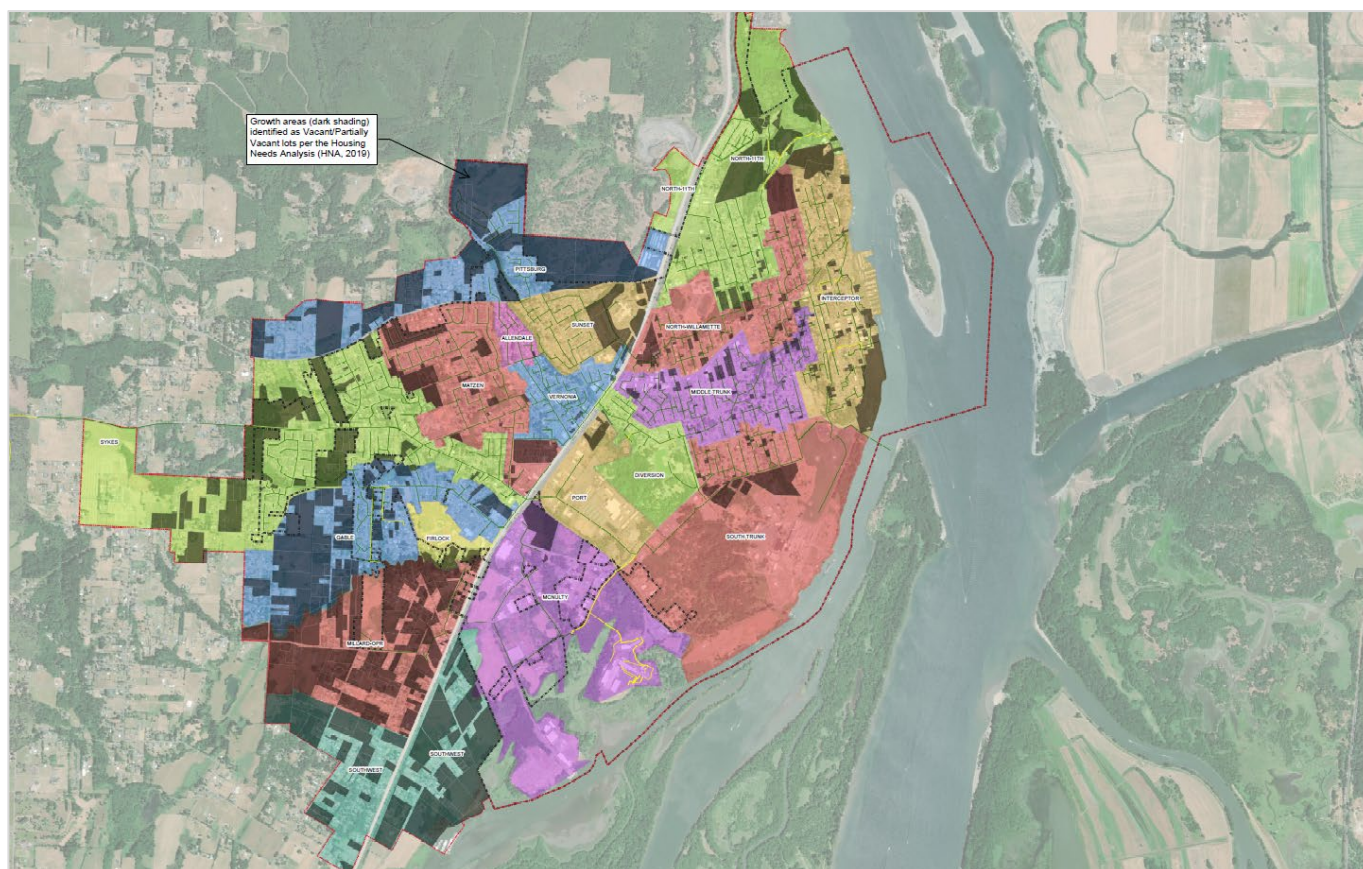 Growth areas (dark shading)
identified as Vacant/Partially
Vacant lots per the Housing
Needs Analysis (HNA, 2019)
NORTH-11TH
NORTH-11TH
PITTSBURG
INTERCEPTOR
SUNSET
NORTH-WILLAMETTE
ALLENDALE
MATZEN
MIDDLE TRUNK
VERNONIA
SYKES
DIVERSION
PORT
GABLE
FIRLOCK
SOUTH-TRUNK
MCNULTY
MILLARD-OPR
SOUTHWEST
SOUTHWEST